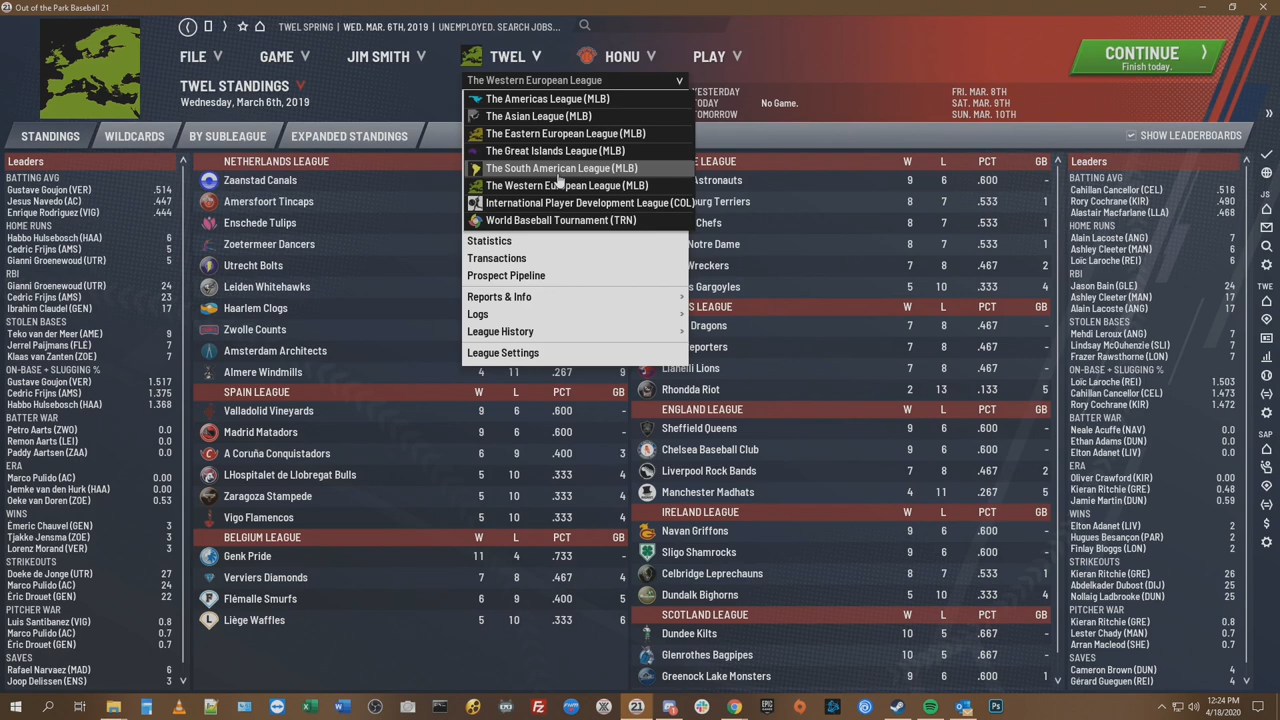 Out of the Park Baseball 21
TWEL SPRING | WED. MAR. 6TH, 2019 | UNEMPLOYED. SEARCH JOBS...
FILE GAME JIM SMITH TWEL HONU PLAY
CONTINUE
Finish today.
TWEL STANDINGS
Wednesday, March 6th, 2019
The Western European League
The Americas League (MLB)
The Asian League (MLB)
The Eastern European League (MLB)
The Great Islands League (MLB)
The South American League (MLB)
The Western European League (MLB)
International Player Development League (COL)
World Baseball Tournament (TRN)
Statistics
Transactions
Prospect Pipeline
Reports & Info
Logs
League History
League Settings
YESTERDAY
TODAY No Game.
TOMORROW
FRI. MAR. 8TH
SAT. MAR. 9TH
SUN. MAR. 10TH
STANDINGS WILDCARDS BY SUBLEAGUE EXPANDED STANDINGS
SHOW LEADERBOARDS
Leaders
BATTING AVG
Gustave Goujon (ZOE) .514
Jesus Navedo (AC) .447
Enrique Rodriquez (VIG) .444
HOME RUNS
Habbo Hulsebosch (HAA) 6
Cedric Frijns (AMS) 5
Gianni Groenewoud (UTR) 5
RBI
Gianni Groenewoud (UTR) 24
Cedric Frijns (AMS) 23
Ibrahim Claudel (GEN) 17
STOLEN BASES
Teko van der Meer (AME) 9
Jerrel Paijmans (FLÉ) 7
Klaas van Zanten (ZOE) 7
ON-BASE + SLUGGING %
Gustave Goujon (ZOE) 1.517
Cedric Frijns (AMS) 1.375
Habbo Hulsebosch (HAA) 1.368
BATTER WAR
Petro Aarts (ZWO) 0.0
Remon Aarts (LEI) 0.0
Paddy Aartsen (ZAA) 0.0
ERA
Marco Pulido (AC) 0.00
Jemke van den Hurk (HAA) 0.00
Oeke van Doren (ZOE) 0.53
WINS
Émeric Chauvel (GEN) 3
Tjakke Jensma (ZOE) 3
Lorenz Morand (VER) 3
STRIKEOUTS
Doeke de Jonge (UTR) 27
Marco Pulido (AC) 24
Éric Drouet (GEN) 24
PITCHER WAR
Luis Santibanez (VIG) 0.8
Marco Pulido (AC) 0.7
Éric Drouet (GEN) 0.7
SAVES
Rafael Narvaez (MAD) 6
Joop Delissen (ENS) 3
NETHERLANDS LEAGUE
Zaanstad Canals
Amersfoort Tincaps
Enschede Tulips
Zoetermeer Dancers
Utrecht Bolts
Leiden Whitehawks
Haarlem Clogs
Zwolle Counts
Amsterdam Architects
Almere Windmills 4 11 .267 9
SPAIN LEAGUE W L PCT GB
Valladolid Vineyards 9 6 .600 -
Madrid Matadors 9 6 .600 -
A Coruña Conquistadors 6 9 .400 3
LHospitalet de Llobregat Bulls 5 10 .333 4
Zaragoza Stampede 5 10 .333 4
Vigo Flamencos 5 10 .333 4
BELGIUM LEAGUE W L PCT GB
Genk Pride 11 4 .733 -
Verviers Diamonds 7 8 .467 4
Flémalle Smurfs 6 9 .400 5
Liège Waffles 5 10 .333 6
LEAGUE W L PCT GB
Astronauts 9 6 .600 -
Terriers 8 7 .533 1
Chefs 8 7 .533 1
Notre Dame 8 7 .533 1
Wreckers 7 8 .467 2
Gargoyles 5 10 .333 4
LEAGUE W L PCT GB
Dragons 7 8 .467 -
7 8 .467 -
Llanelli Lions 7 8 .467 -
Rhondda Riot 2 13 .133 5
ENGLAND LEAGUE W L PCT GB
Sheffield Queens 9 6 .600 -
Chelsea Baseball Club 9 6 .600 -
Liverpool Rock Bands 7 8 .467 2
Manchester Madhats 4 11 .267 5
IRELAND LEAGUE W L PCT GB
Navan Griffons 9 6 .600 -
Sligo Shamrocks 9 6 .600 -
Celbridge Leprechauns 8 7 .533 1
Dundalk Bighorns 5 10 .333 4
SCOTLAND LEAGUE W L PCT GB
Dundee Kilts 10 5 .667 -
Glenrothes Bagpipes 10 5 .667 -
Greenock Lake Monsters 9 6 .600 1
Leaders
BATTING AVG
Cahillan Cancellor (CEL) .516
Rory Cochrane (KIR) .490
Alastair Macfarlane (LLA) .468
HOME RUNS
Alain Lacoste (ANG) 7
Ashley Cleeter (MAN) 6
Loïc Laroche (REI) 6
RBI
Jason Bain (GLE) 24
Ashley Cleeter (MAN) 17
Alain Lacoste (ANG) 17
STOLEN BASES
Mehdi Leroux (ANG) 7
Lindsay McQuhenzie (SLI) 7
Frazer Rawsthorne (LON) 7
ON-BASE + SLUGGING %
Loïc Laroche (REI) 1.503
Cahillan Cancellor (CEL) 1.473
Rory Cochrane (KIR) 1.472
BATTER WAR
Neale Acuffe (NAV) 0.0
Ethan Adams (DUN) 0.0
Elton Adanet (LIV) 0.0
ERA
Oliver Crawford (KIR) 0.00
Kieran Ritchie (GRE) 0.48
Jamie Martin (DUN) 0.59
WINS
Elton Adanet (LIV) 2
Hugues Besançon (PAR) 2
Finlay Bloggs (LON) 2
STRIKEOUTS
Kieran Ritchie (GRE) 26
Abdelkader Dubost (DIJ) 25
Nollaig Ladbrooke (DUN) 25
PITCHER WAR
Kieran Ritchie (GRE) 0.8
Lester Chady (MAN) 0.7
Arran Macleod (SHE) 0.7
SAVES
Cameron Brown (DUN) 4
Gérard Gueguen (REI) 4
TWE
SAP
12:24 PM
4/18/2020